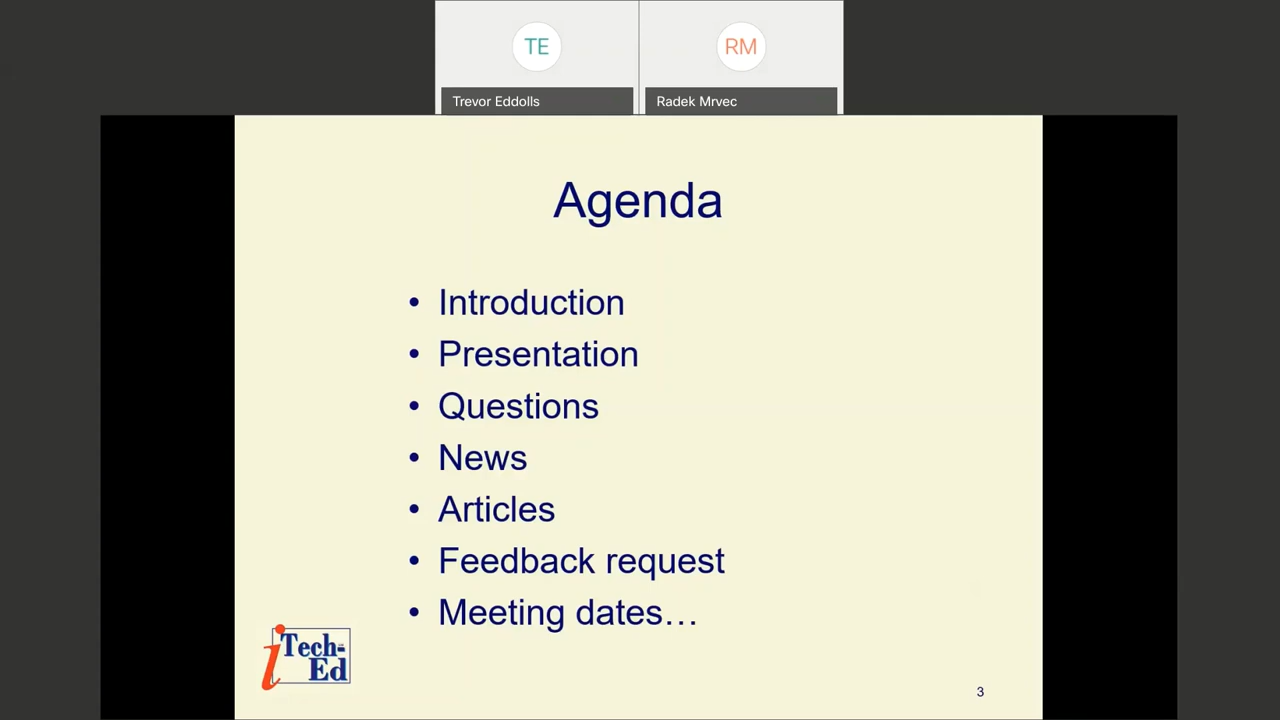 TE
RM
Trevor Eddolls
Radek Mrvec
Agenda
• Introduction
• Presentation
• Questions
• News
• Articles
• Feedback request
• Meeting dates…
iTech-
Ed
3